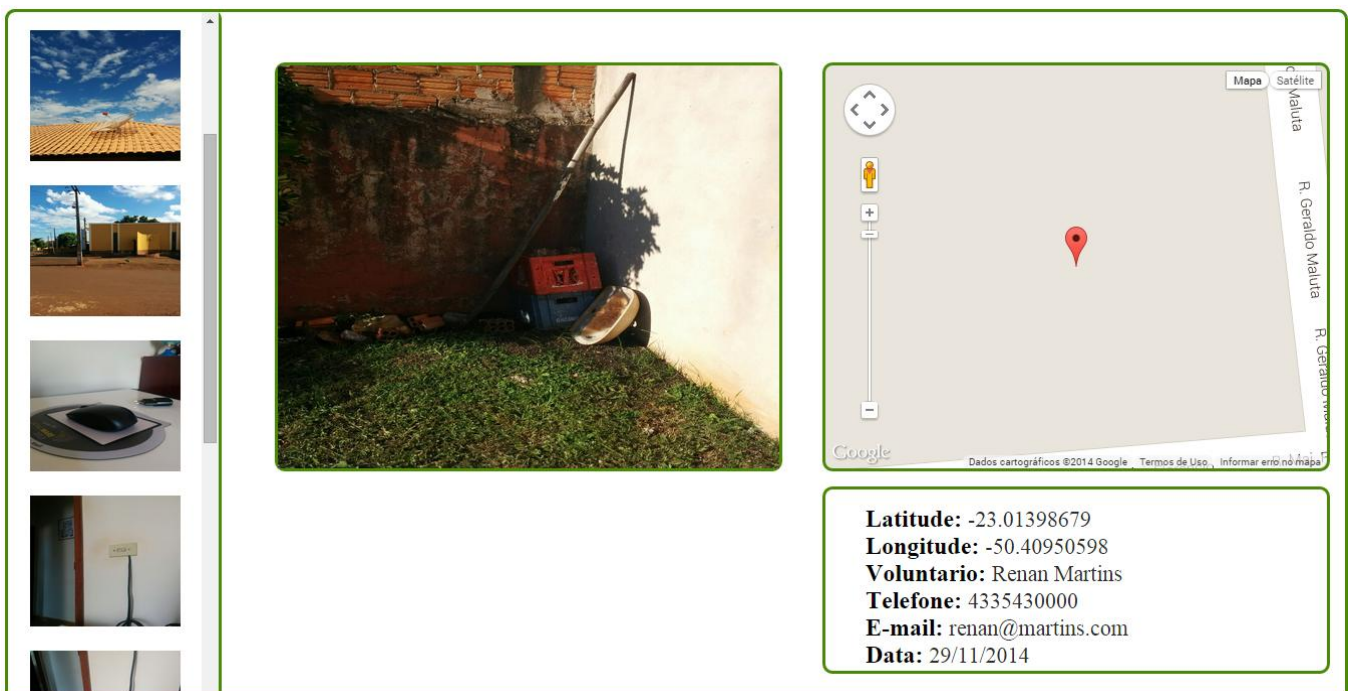 Mapa
Satélite
Maluta
R. Geraldo Maluta
R. Geraldo
Google
Dados cartográficos ©2014 Google
Termos de Uso
Informar erro no mapa
Latitude: -23.01398679
Longitude: -50.40950598
Voluntario: Renan Martins
Telefone: 4335430000
E-mail: renan@martins.com
Data: 29/11/2014